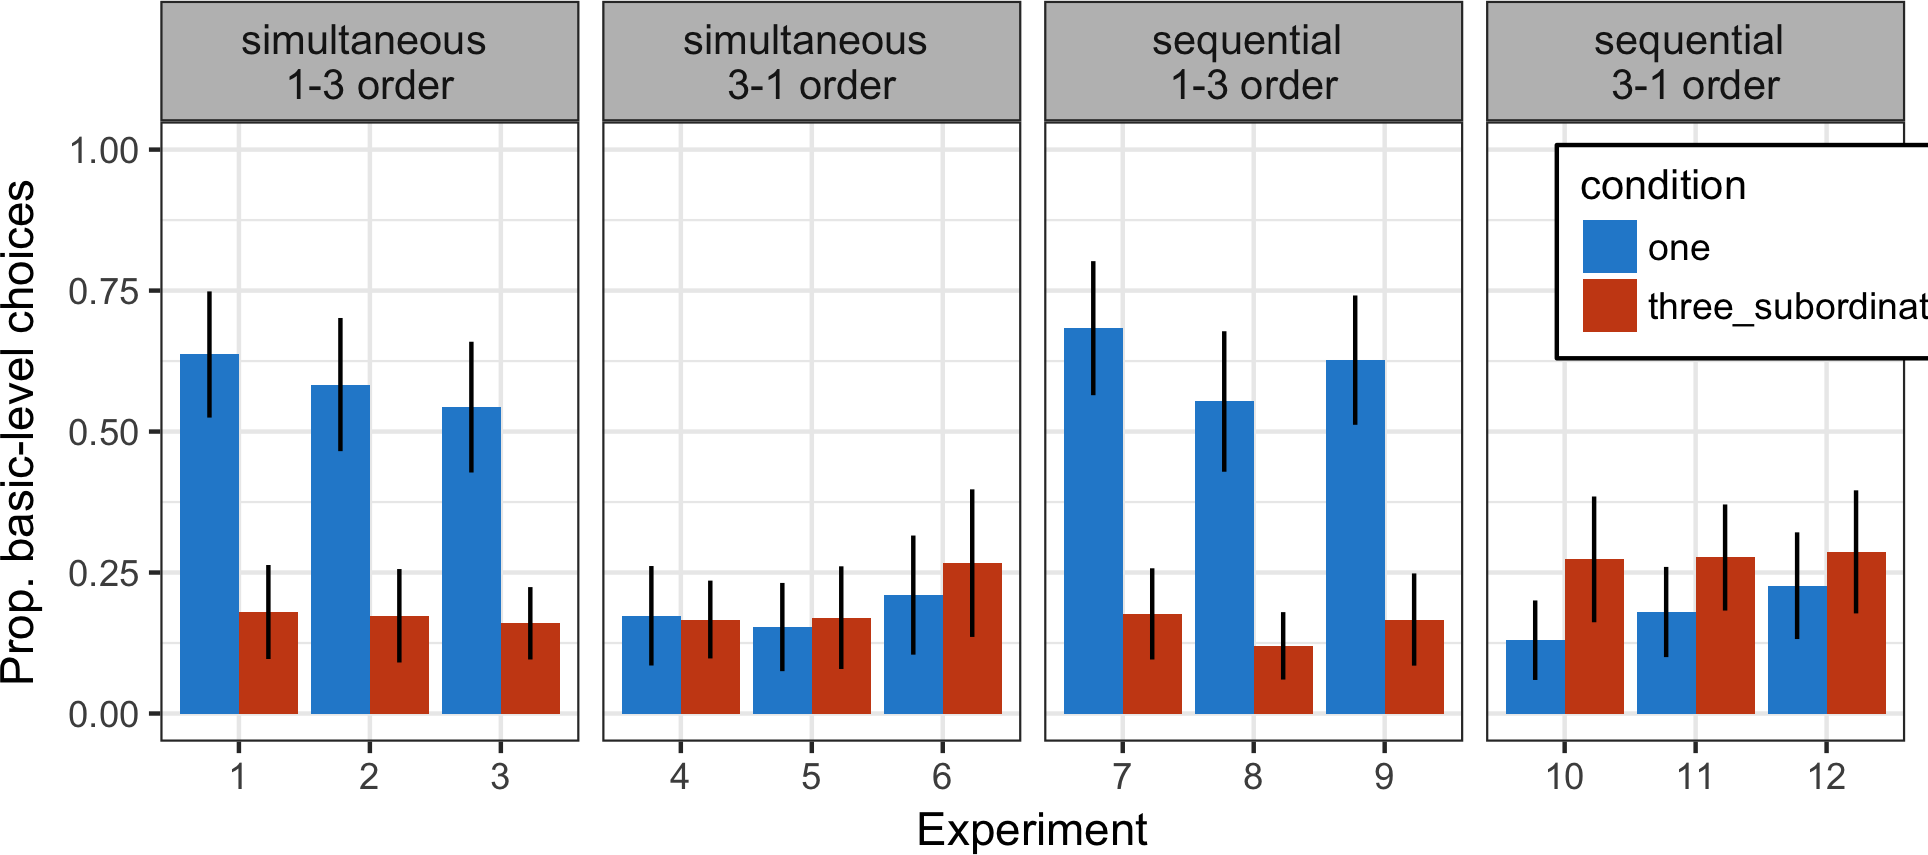 simultaneous
1-3 order
simultaneous
3-1 order
sequential
1-3 order
sequential
3-1 order
Prop. basic-level choices
1.00
0.75
0.50
0.25
0.00
condition
one
three_subordinat
1 2 3 4 5 6 7 8 9 10 11 12
Experiment